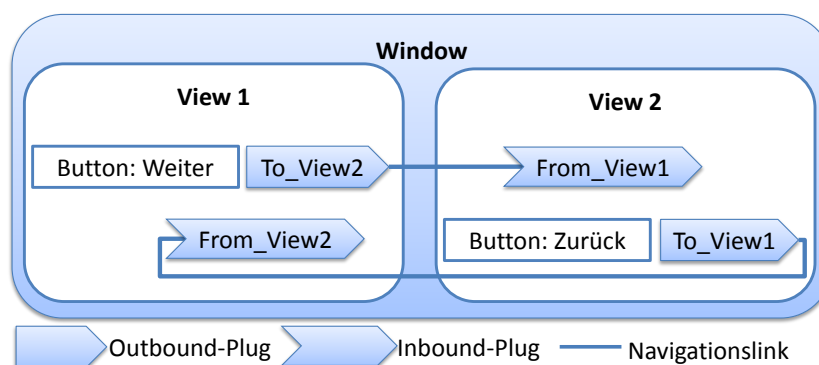 Window
View 1
View 2
Button: Weiter
To_View2
From_View1
From_View2
Button: Zurück
To_View1
Outbound-Plug
Inbound-Plug
Navigationslink